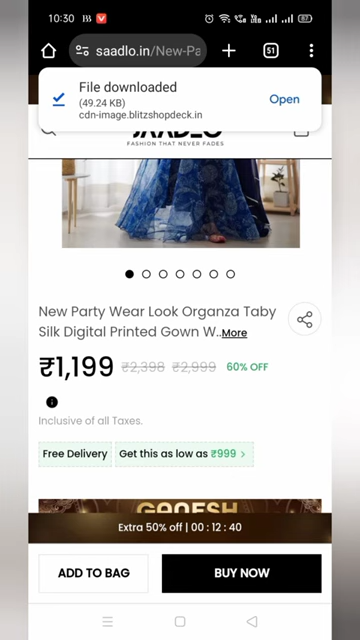 10:30
saadlo.in/New-Pa
51
File downloaded
(49.24 KB)
cdn-image.blitzshopdeck.in
Open
FASHION THAT NEVER FADES
New Party Wear Look Organza Taby
Silk Digital Printed Gown W..More
₹1,199 ₹2,398 ₹2,999 60% OFF
Inclusive of all Taxes.
Free Delivery
Get this as low as ₹999 >
GANESH
Extra 50% off | 00 : 12 : 40
ADD TO BAG
BUY NOW